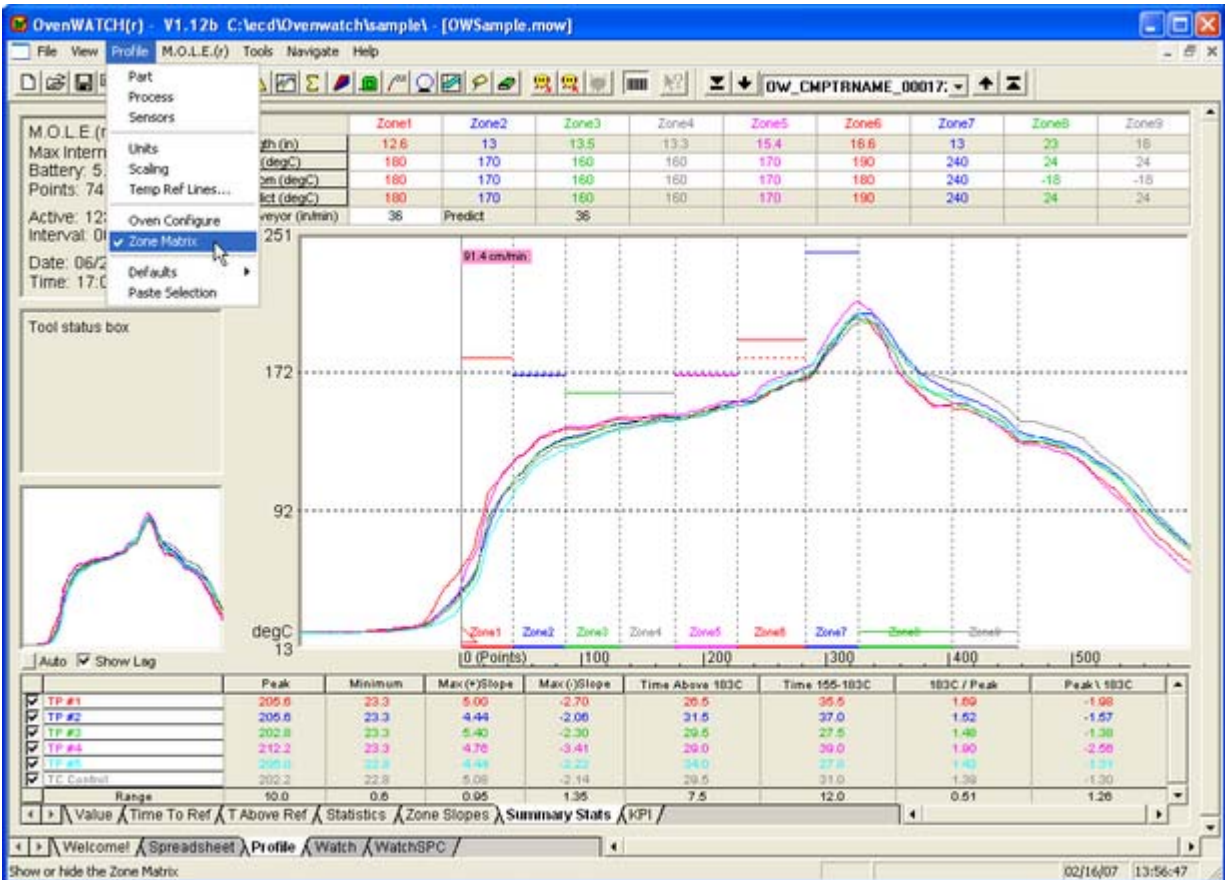 OvenWATCH(r) - V1.12b C:\ecd\Ovenwatch\sample\ - [OWSample.mow]
File View Profile M.O.L.E.(r) Tools Navigate Help
OW_CMPTRNAME_00017:
Part
Process
Sensors
Units
Scaling
Temp Ref Lines...
Oven Configure
Zone Matrix
Defaults
Paste Selection
M.O.L.E.(r
Max Intern
Battery: 5.
Points: 74
Active: 12:
Interval: 0
Date: 06/2
Time: 17:0
Tool status box
Zone1 Zone2 Zone3 Zone4 Zone5 Zone6 Zone7 Zone8 Zone9
gth (in) 12.6 13 13.5 13.3 15.4 16.6 13 23 16
(degC) 180 170 160 160 170 190 240 24 24
om (degC) 180 170 160 160 170 190 240 -18 -18
lict (degC) 180 170 160 160 170 190 240 24 24
veyor (in/min) 36 Predict 36
251
91.4 cm/min
172
92
degC
13
Zone1 Zone2 Zone3 Zone4 Zone5 Zone6 Zone7 Zone8 Zone9
0 (Points) 100 200 300 400 500
Auto Show Lag
Peak Minimum Max(+)Slope Max(-)Slope Time Above 183C Time 155-183C 183C / Peak Peak \ 183C
TP #1 205.6 23.3 5.00 -2.70 26.5 35.5 1.69 -1.98
TP #2 205.6 23.3 4.44 -2.06 31.5 37.0 1.52 -1.57
TP #3 202.8 23.3 5.40 -2.30 29.5 27.5 1.48 -1.38
TP #4 212.2 23.3 4.76 -3.41 29.0 39.0 1.90 -2.56
TP #5 4.44 -2.22 34.0 27.0
TC Control 202.2 22.8 5.08 -2.14 29.5 31.0 1.39 -1.30
Range 10.0 0.6 0.95 1.35 7.5 12.0 0.51 1.26
Value Time To Ref T Above Ref Statistics Zone Slopes Summary Stats KPI
Welcome! Spreadsheet Profile Watch WatchSPC
Show or hide the Zone Matrix 02/16/07 13:56:47